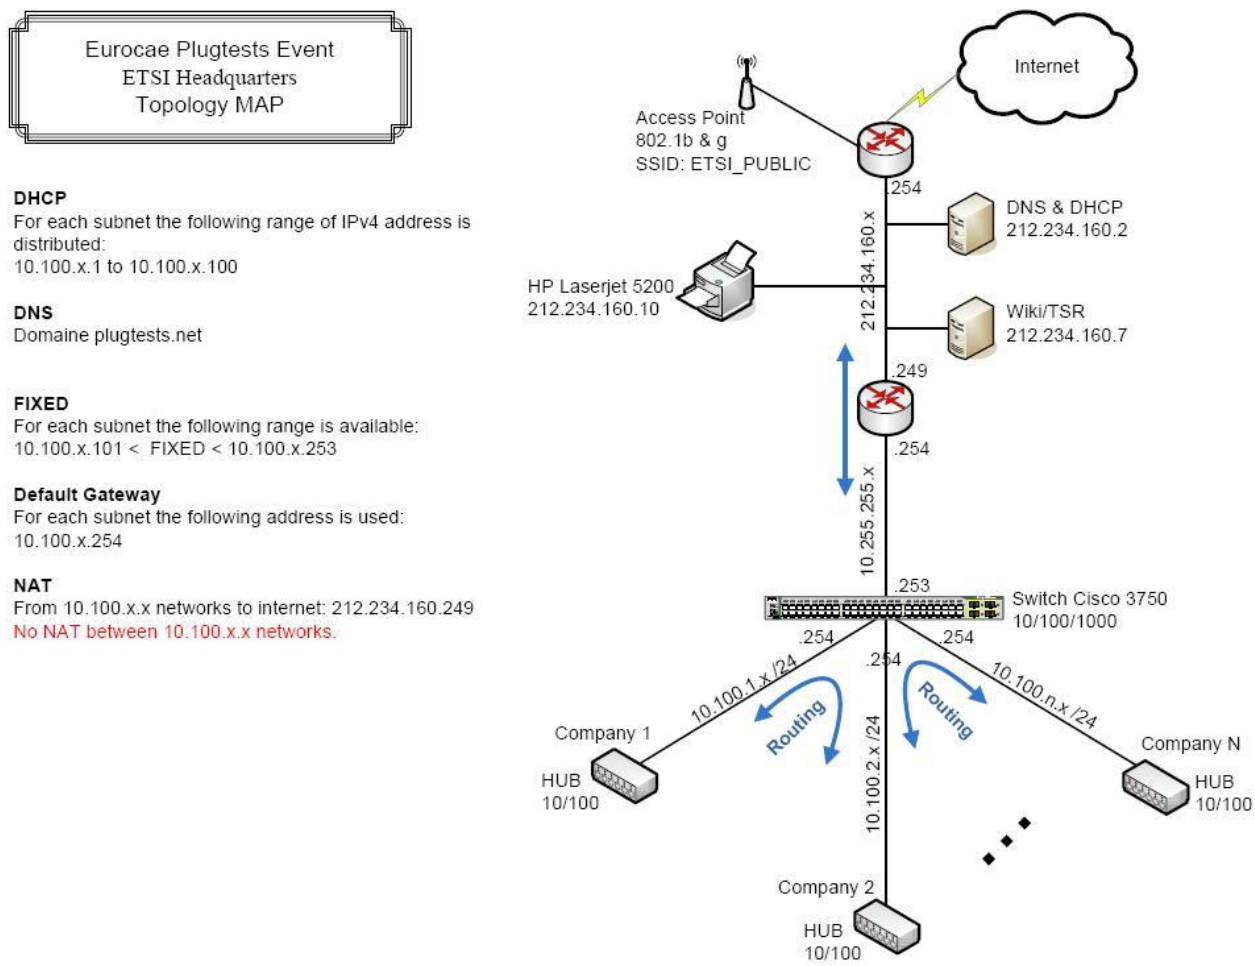 Eurocae Plugtests Event
ETSI Headquarters
Topology MAP
DHCP
For each subnet the following range of IPv4 address is
distributed:
10.100.x.1 to 10.100.x.100
DNS
Domaine plugtests.net
FIXED
For each subnet the following range is available:
10.100.x.101 < FIXED < 10.100.x.253
Default Gateway
For each subnet the following address is used:
10.100.x.254
NAT
From 10.100.x.x networks to internet: 212.234.160.249
No NAT between 10.100.x.x networks.
Internet
Access Point
802.1b & g
SSID: ETSI_PUBLIC
.254
DNS & DHCP
212.234.160.2
212.234.160.x
HP Laserjet 5200
212.234.160.10
Wiki/TSR
212.234.160.7
.249
.254
10.255.255.x
.253
Switch Cisco 3750
10/100/1000
.254
.254
.254
10.100.1.x /24
10.100.n.x /24
Routing
Routing
10.100.2.x /24
Company 1
HUB
10/100
Company N
HUB
10/100
Company 2
HUB
10/100